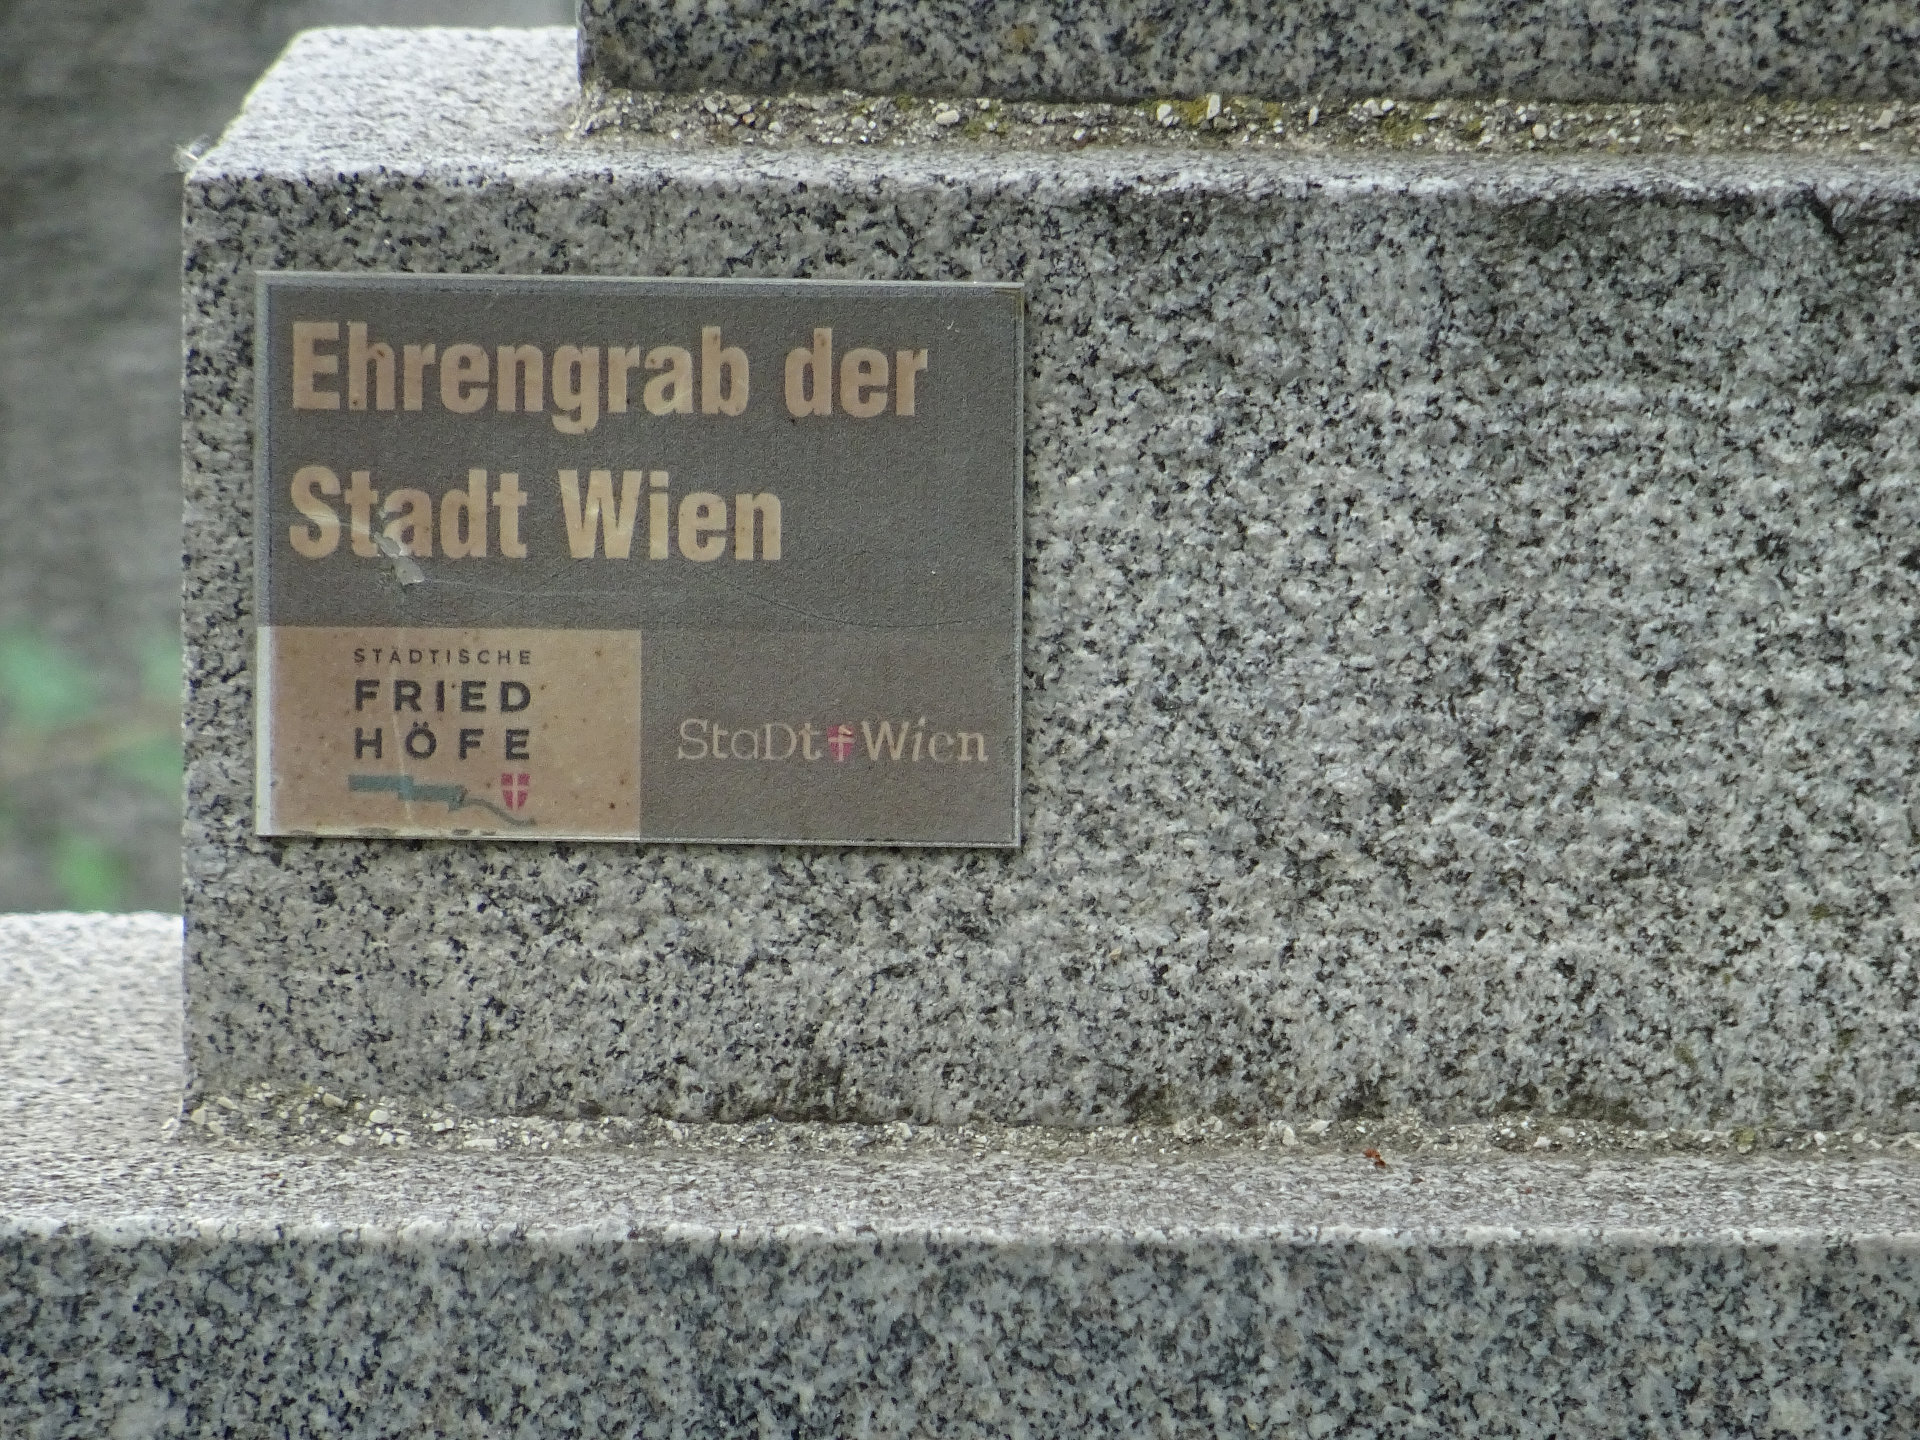 Ehrengrab der
Stadt Wien
STÄDTISCHE
FRIED
HÖFE
StaDt Wien